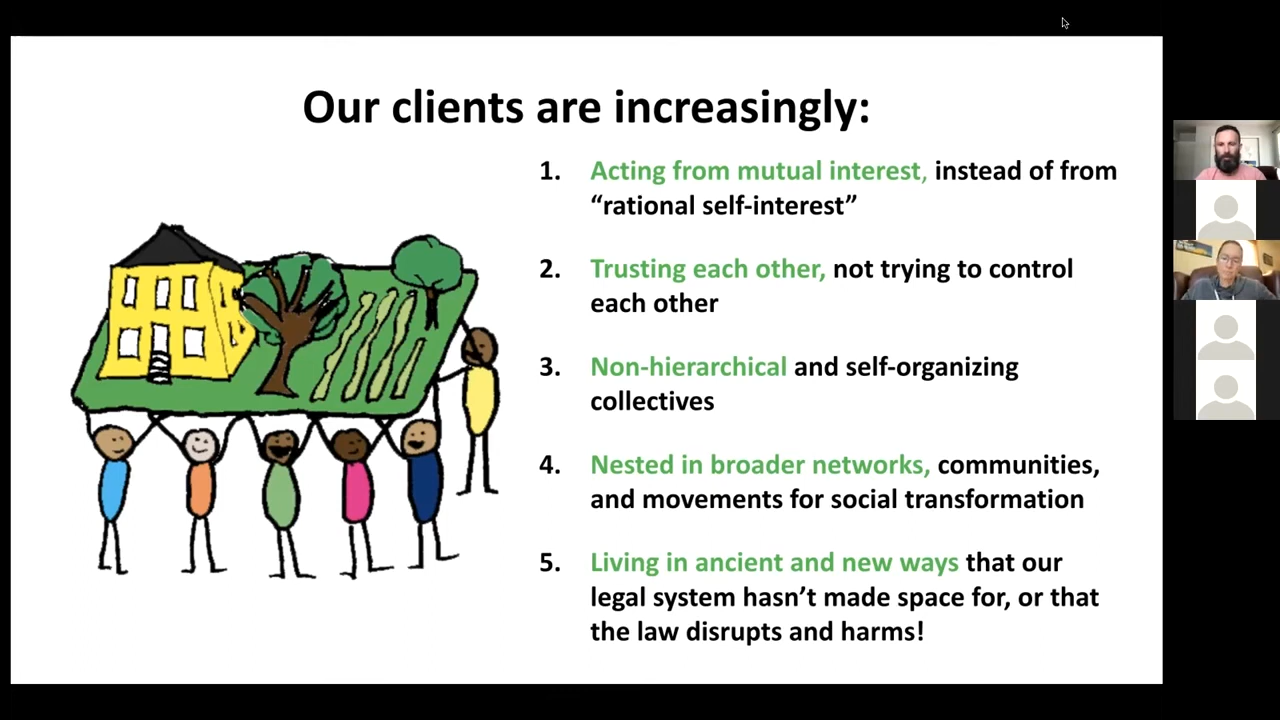 Our clients are increasingly:
1. Acting from mutual interest, instead of from
“rational self-interest”
2. Trusting each other, not trying to control
each other
3. Non-hierarchical and self-organizing
collectives
4. Nested in broader networks, communities,
and movements for social transformation
5. Living in ancient and new ways that our
legal system hasn’t made space for, or that
the law disrupts and harms!